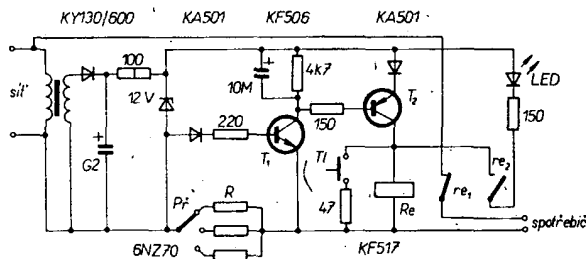 KY130/600 KA501 KF506 KA501
100
12 V
10M
4k7
LED
síť
220
150
T₂
150
G2
T₁
Tl
re₂
Př
R
47
Re
re₁
spotřebič
6NZ70
KF517